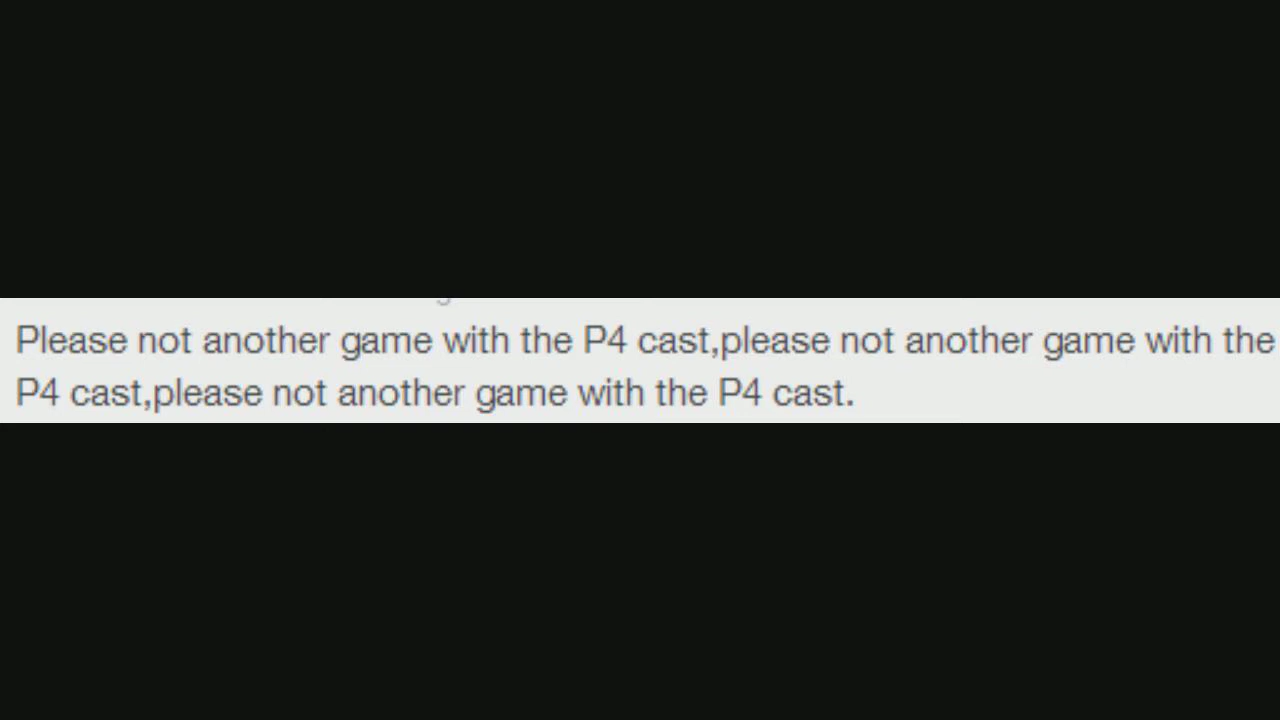 Please not another game with the P4 cast,please not another game with the
P4 cast,please not another game with the P4 cast.